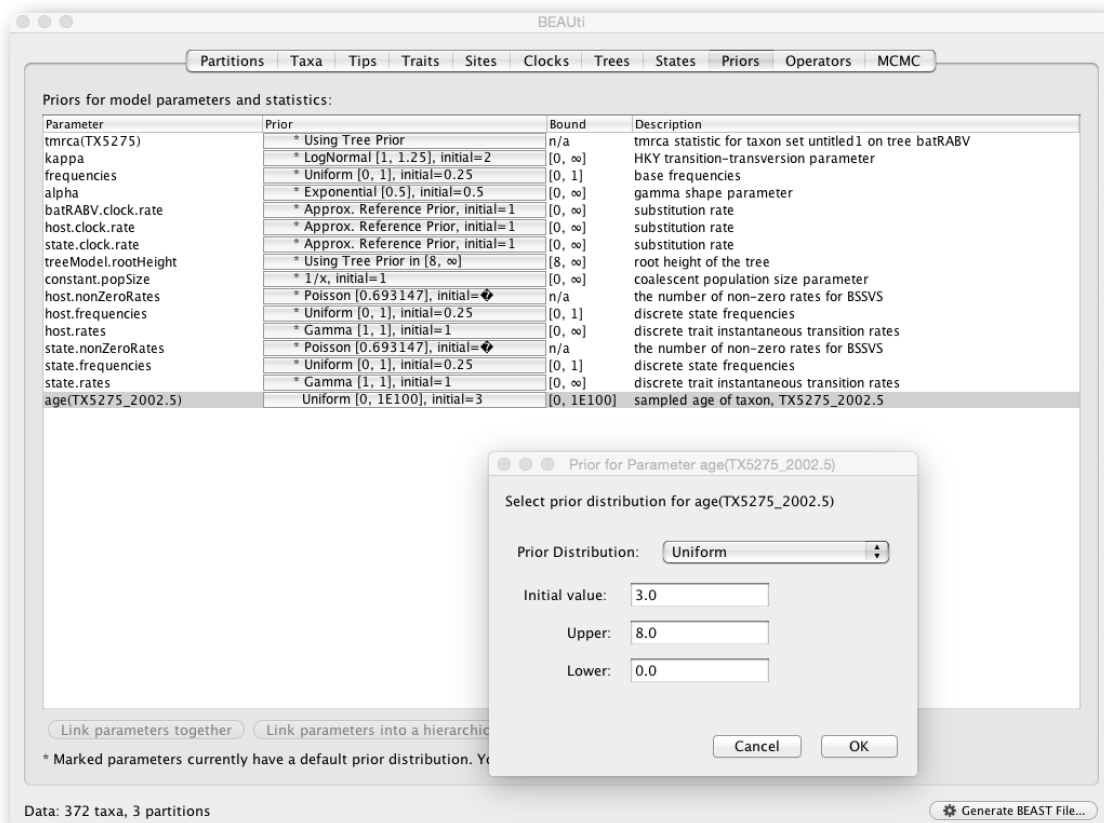 BEAUti
Partitions Taxa Tips Traits Sites Clocks Trees States Priors Operators MCMC
Priors for model parameters and statistics:
Parameter Prior Bound Description
tmrca(TX5275) * Using Tree Prior n/a tmrca statistic for taxon set untitled1 on tree batRABV
kappa * LogNormal [1, 1.25], initial=2 [0, ∞] HKY transition-transversion parameter
frequencies * Uniform [0, 1], initial=0.25 [0, 1] base frequencies
alpha * Exponential [0.5], initial=0.5 [0, ∞] gamma shape parameter
batRABV.clock.rate * Approx. Reference Prior, initial=1 [0, ∞] substitution rate
host.clock.rate * Approx. Reference Prior, initial=1 [0, ∞] substitution rate
state.clock.rate * Approx. Reference Prior, initial=1 [0, ∞] substitution rate
treeModel.rootHeight * Using Tree Prior in [8, ∞] [8, ∞] root height of the tree
constant.popSize * 1/x, initial=1 [0, ∞] coalescent population size parameter
host.nonZeroRates * Poisson [0.693147], initial=� n/a the number of non-zero rates for BSSVS
host.frequencies * Uniform [0, 1], initial=0.25 [0, 1] discrete state frequencies
host.rates * Gamma [1, 1], initial=1 [0, ∞] discrete trait instantaneous transition rates
state.nonZeroRates * Poisson [0.693147], initial=� n/a the number of non-zero rates for BSSVS
state.frequencies * Uniform [0, 1], initial=0.25 [0, 1] discrete state frequencies
state.rates * Gamma [1, 1], initial=1 [0, ∞] discrete trait instantaneous transition rates
age(TX5275_2002.5) Uniform [0, 1E100], initial=3 [0, 1E100] sampled age of taxon, TX5275_2002.5
Prior for Parameter age(TX5275_2002.5)
Select prior distribution for age(TX5275_2002.5)
Prior Distribution: Uniform
Initial value: 3.0
Upper: 8.0
Lower: 0.0
Cancel OK
Link parameters together Link parameters into a hierarchic
* Marked parameters currently have a default prior distribution. Yo
Data: 372 taxa, 3 partitions Generate BEAST File...